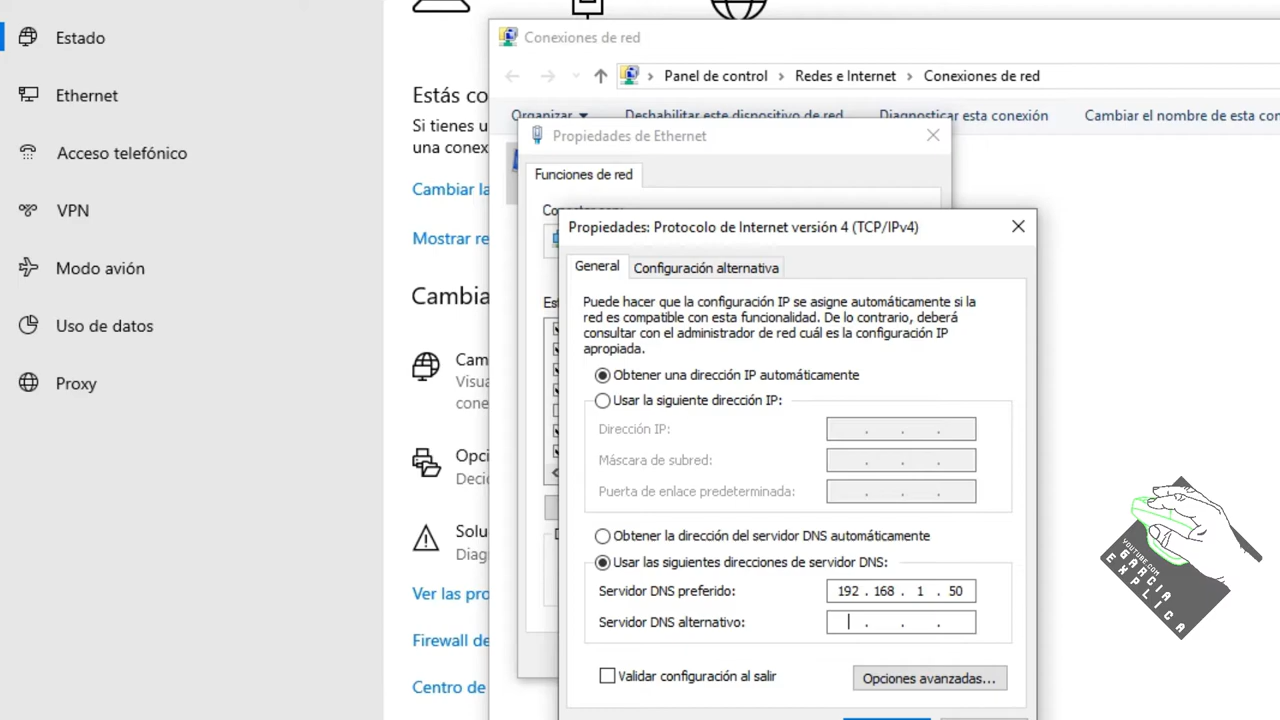 Estado
Ethernet
Acceso telefónico
VPN
Modo avión
Uso de datos
Proxy
Estás co
Si tienes u
una conex
Cambiar la
Mostrar re
Cambia
Cam
Visua
cone
Opci
Decid
Solu
Diag
Ver las pro
Firewall de
Centro de
Conexiones de red
Panel de control > Redes e Internet > Conexiones de red
Organizar
Deshabilitar este dispositivo de red
Diagnosticar esta conexión
Cambiar el nombre de esta con
Propiedades de Ethernet
Funciones de red
Propiedades: Protocolo de Internet versión 4 (TCP/IPv4)
General
Configuración alternativa
Puede hacer que la configuración IP se asigne automáticamente si la
red es compatible con esta funcionalidad. De lo contrario, deberá
consultar con el administrador de red cuál es la configuración IP
apropiada.
Obtener una dirección IP automáticamente
Usar la siguiente dirección IP:
Dirección IP:
Máscara de subred:
Puerta de enlace predeterminada:
Obtener la dirección del servidor DNS automáticamente
Usar las siguientes direcciones de servidor DNS:
Servidor DNS preferido: 192 . 168 . 1 . 50
Servidor DNS alternativo:
Validar configuración al salir
Opciones avanzadas...
YOUTUBE.COM
GARCIA
EXPLICA